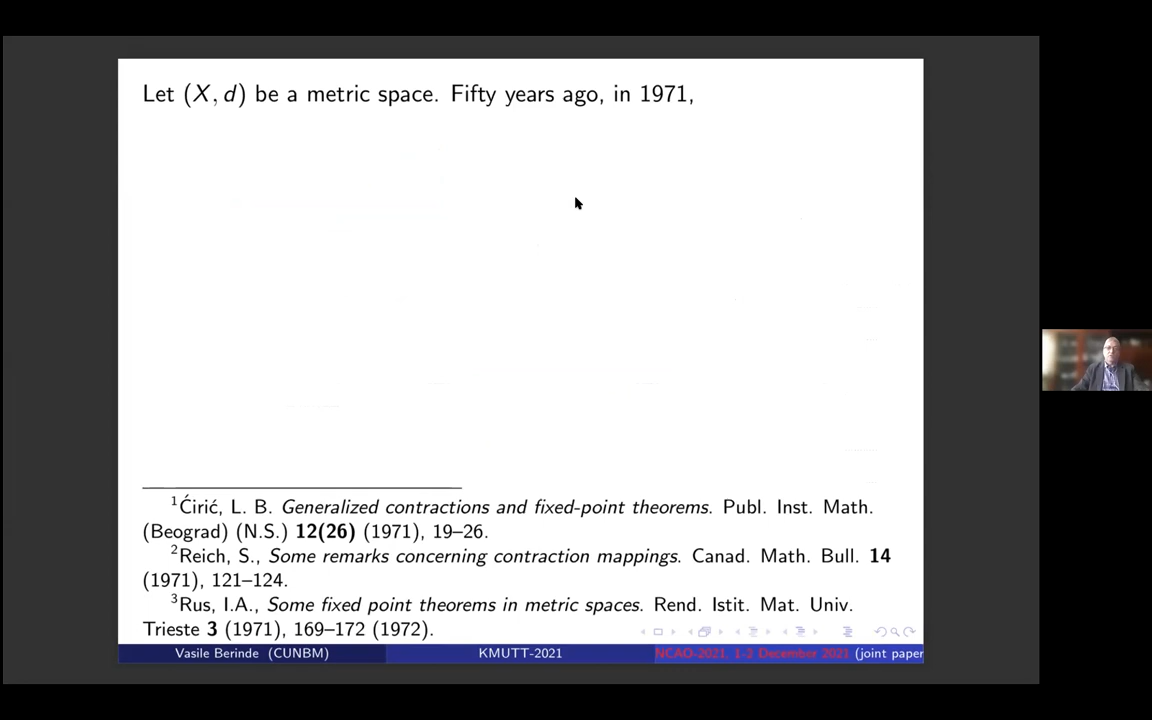 Let (X, d) be a metric space. Fifty years ago, in 1971,
¹Ćirić, L. B. Generalized contractions and fixed-point theorems. Publ. Inst. Math.
(Beograd) (N.S.) 12(26) (1971), 19–26.
²Reich, S., Some remarks concerning contraction mappings. Canad. Math. Bull. 14
(1971), 121–124.
³Rus, I.A., Some fixed point theorems in metric spaces. Rend. Istit. Mat. Univ.
Trieste 3 (1971), 169–172 (1972).
Vasile Berinde (CUNBM) KMUTT-2021 NCAO-2021, 1-2 December 2021 (joint paper